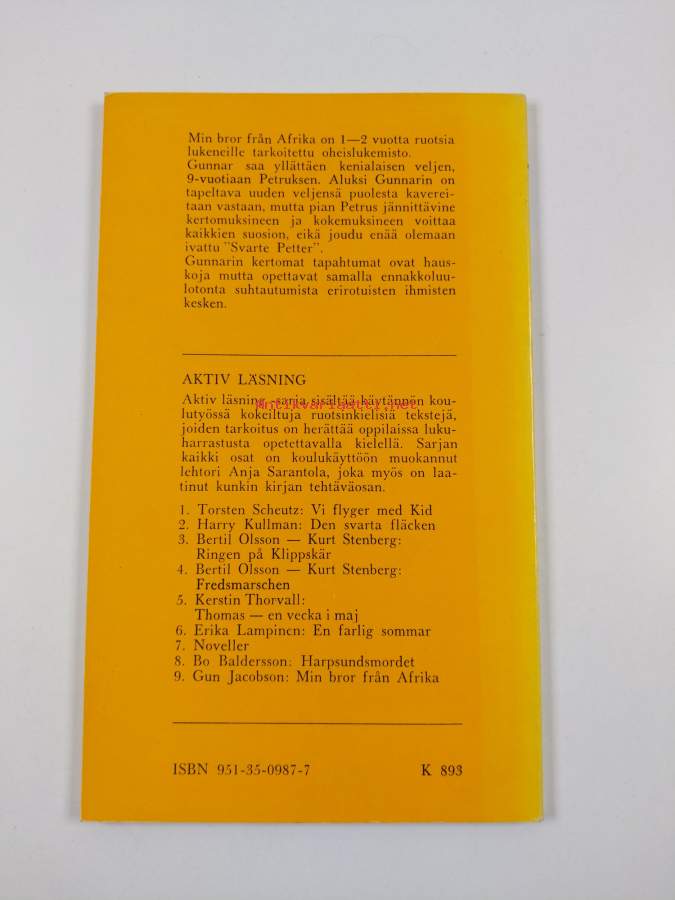 Min bror från Afrika on 1—2 vuotta ruotsia
lukeneille tarkoitettu oheislukemisto.
Gunnar saa yllättäen kenialaisen veljen,
9-vuotiaan Petruksen. Aluksi Gunnarin on
tapeltava uuden veljensä puolesta kaverei-
taan vastaan, mutta pian Petrus jännittävine
kertomuksineen ja kokemuksineen voittaa
kaikkien suosion, eikä joudu enää olemaan
ivattu "Svarte Petter".
Gunnarin kertomat tapahtumat ovat haus-
koja mutta opettavat samalla ennakkoluu-
lotonta suhtautumista erirotuisten ihmisten
kesken.
AKTIV LÄSNING
Aktiv läsning -sarja sisältää käytännön kou-
Antikvariaatti.net
lutyössä kokeiltuja ruotsinkielisiä tekstejä,
joiden tarkoitus on herättää oppilaissa luku-
harrastusta opetettavalla kielellä. Sarjan
kaikki osat on koulukäyttöön muokannut
lehtori Anja Sarantola, joka myös on laa-
tinut kunkin kirjan tehtäväosan.
1. Torsten Scheutz: Vi flyger med Kid
2. Harry Kullman: Den svarta fläcken
3. Bertil Olsson — Kurt Stenberg:
Ringen på Klippskär
4. Bertil Olsson — Kurt Stenberg:
Fredsmarschen
5. Kerstin Thorvall:
Thomas — en vecka i maj
6. Erika Lampinen: En farlig sommar
7. Noveller
8. Bo Baldersson: Harpsundsmordet
9. Gun Jacobson: Min bror från Afrika
ISBN 951-35-0987-7 K 893